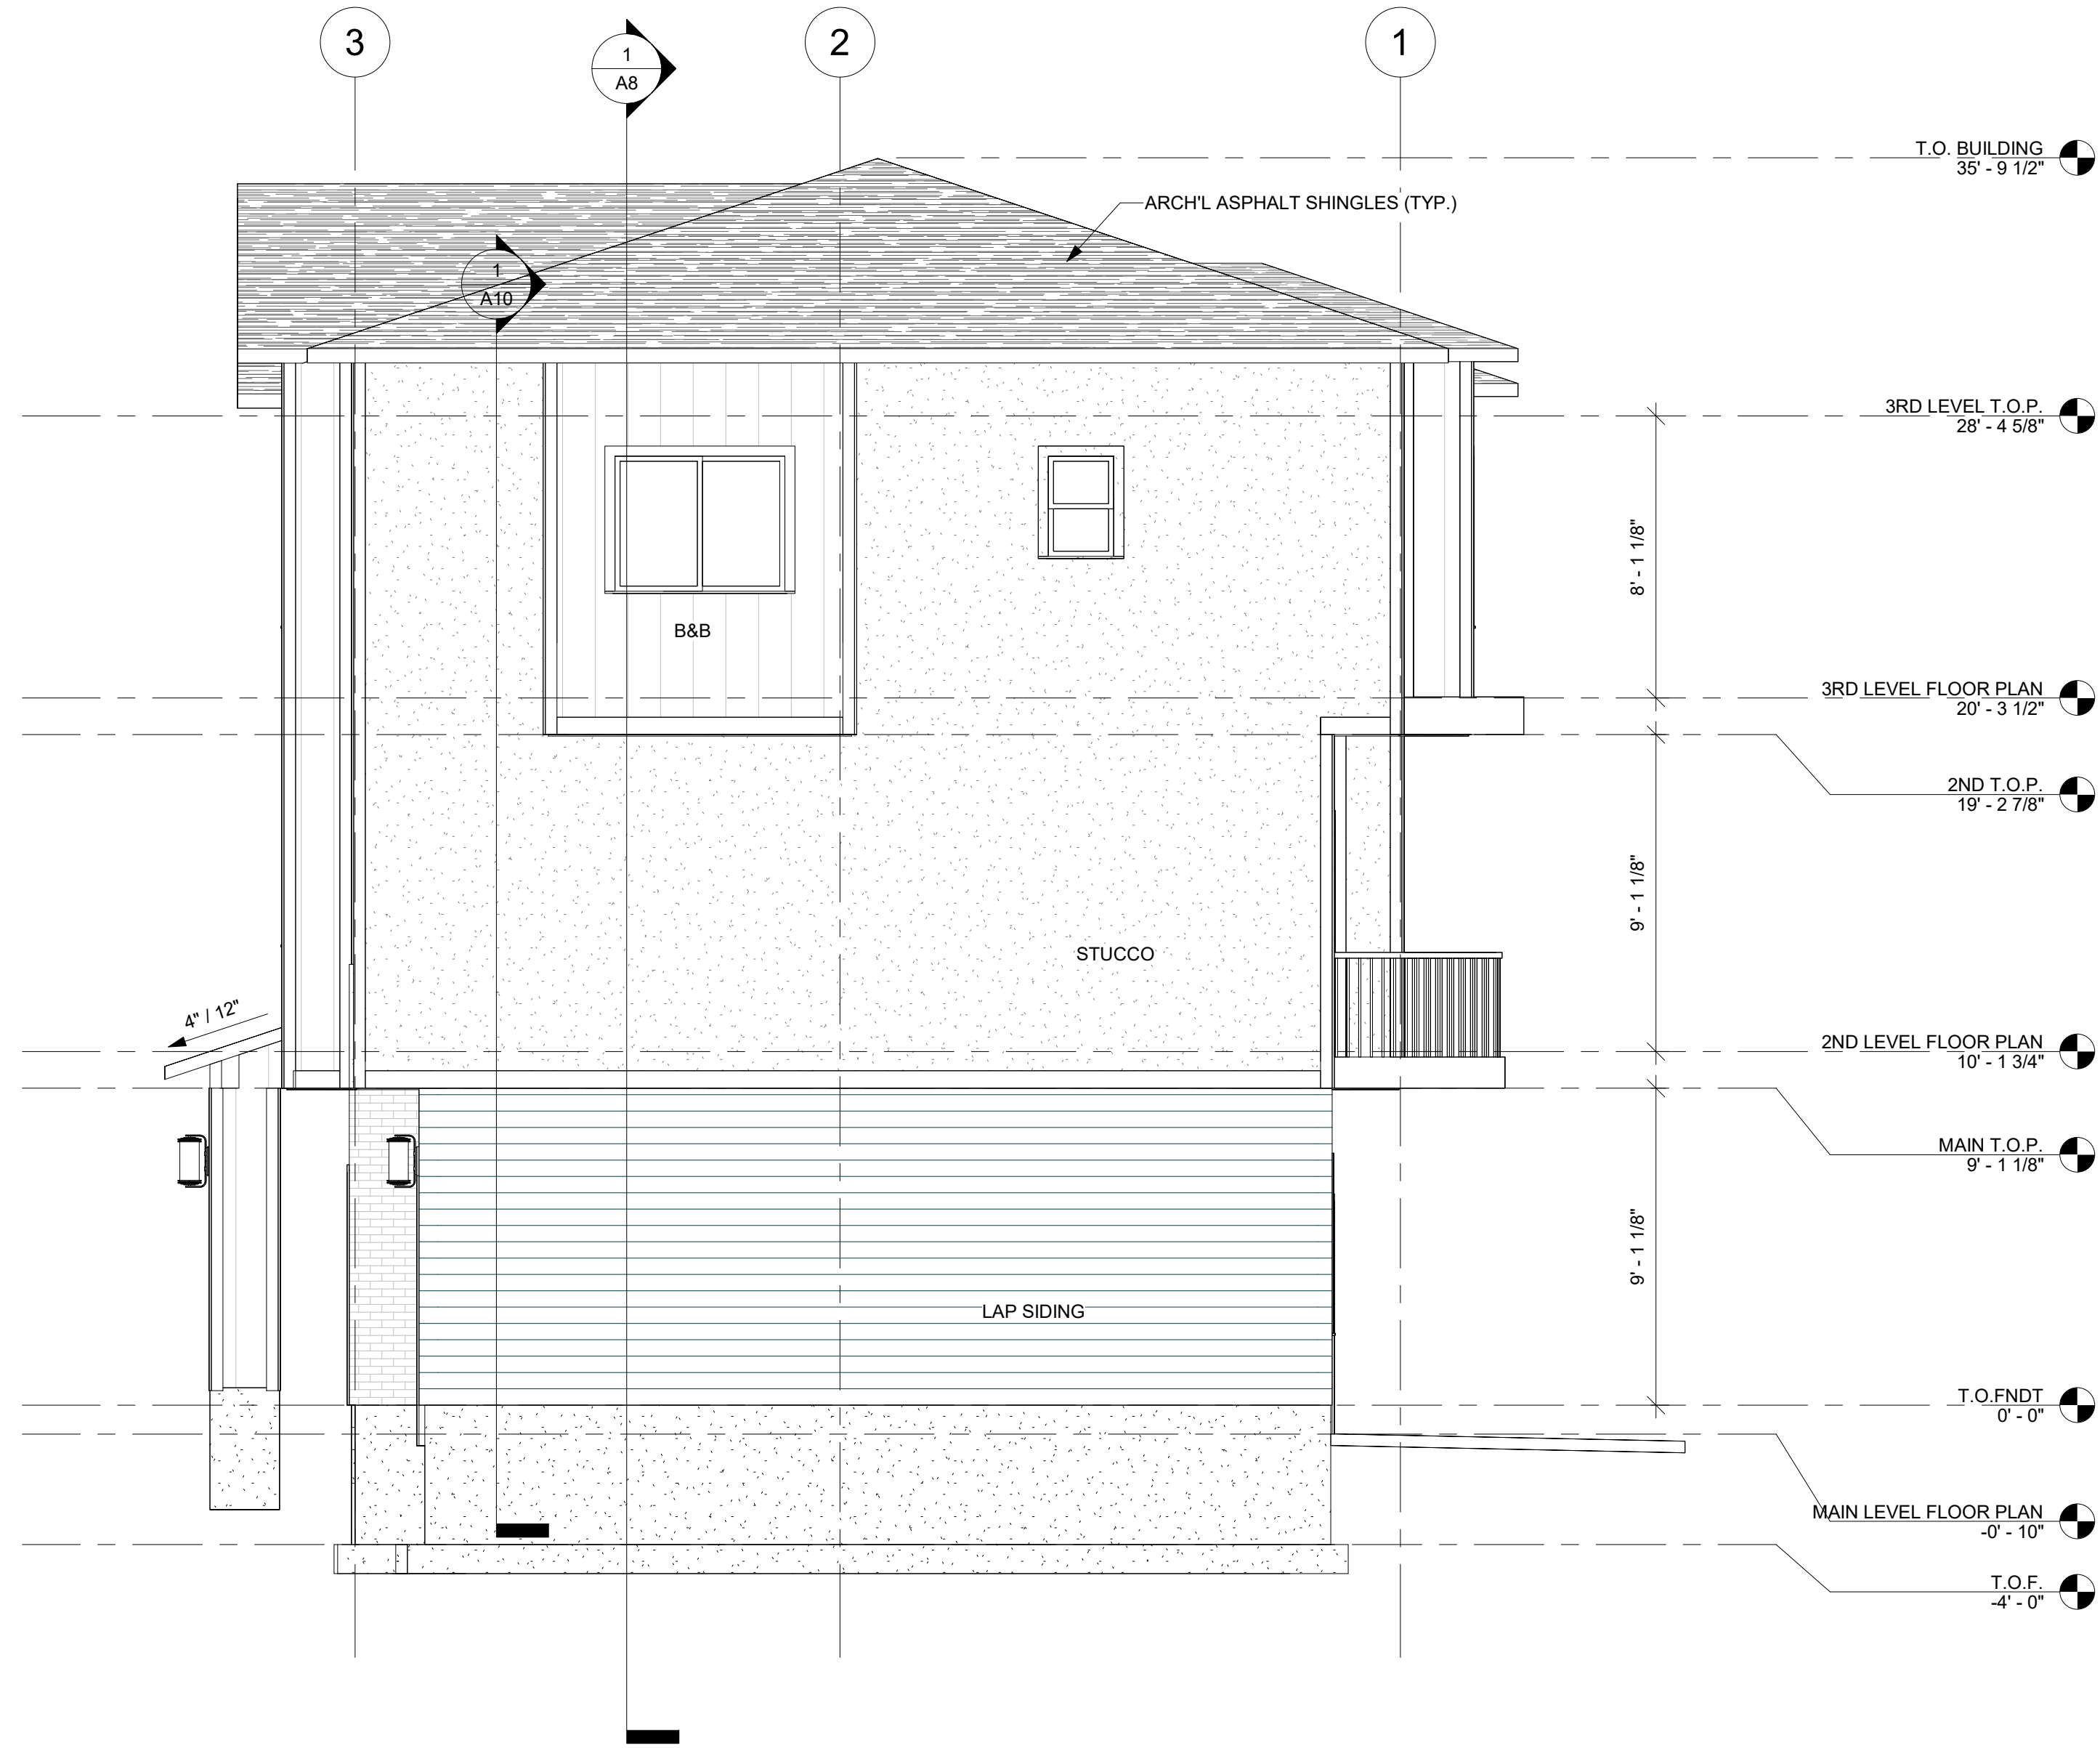 3
1
A8
2
1
T.O. BUILDING
35' - 9 1/2"
ARCH'L ASPHALT SHINGLES (TYP.)
1
A10
3RD LEVEL T.O.P.
28' - 4 5/8"
8' - 1 1/8"
B&B
3RD LEVEL FLOOR PLAN
20' - 3 1/2"
2ND T.O.P.
19' - 2 7/8"
9' - 1 1/8"
STUCCO
4" / 12"
2ND LEVEL FLOOR PLAN
10' - 1 3/4"
MAIN T.O.P.
9' - 1 1/8"
9' - 1 1/8"
LAP SIDING
T.O.FNDT
0' - 0"
MAIN LEVEL FLOOR PLAN
-0' - 10"
T.O.F.
-4' - 0"